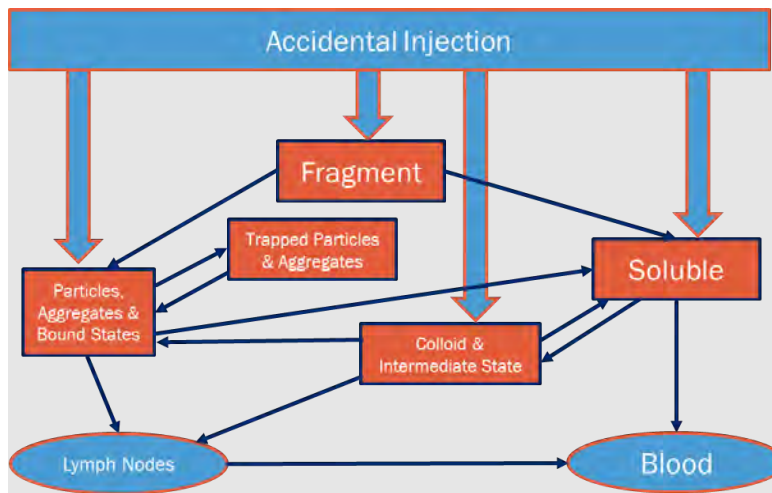 Accidental Injection
Fragment
Trapped Particles
& Aggregates
Soluble
Particles,
Aggregates &
Bound States
Colloid &
Intermediate State
Lymph Nodes
Blood